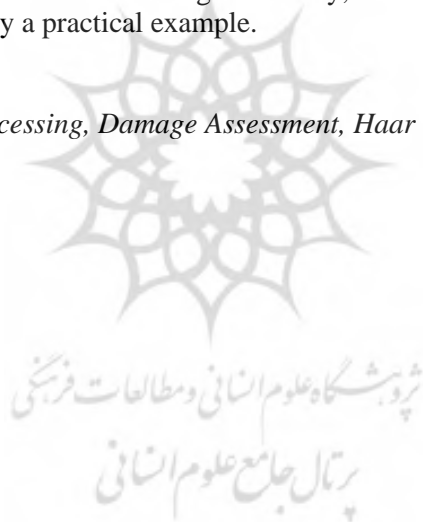 y a practical example.
cessing, Damage Assessment, Haar
پژوهشگاه علوم انسانی و مطالعات فرهنگی
پرتال جامع علوم انسانی